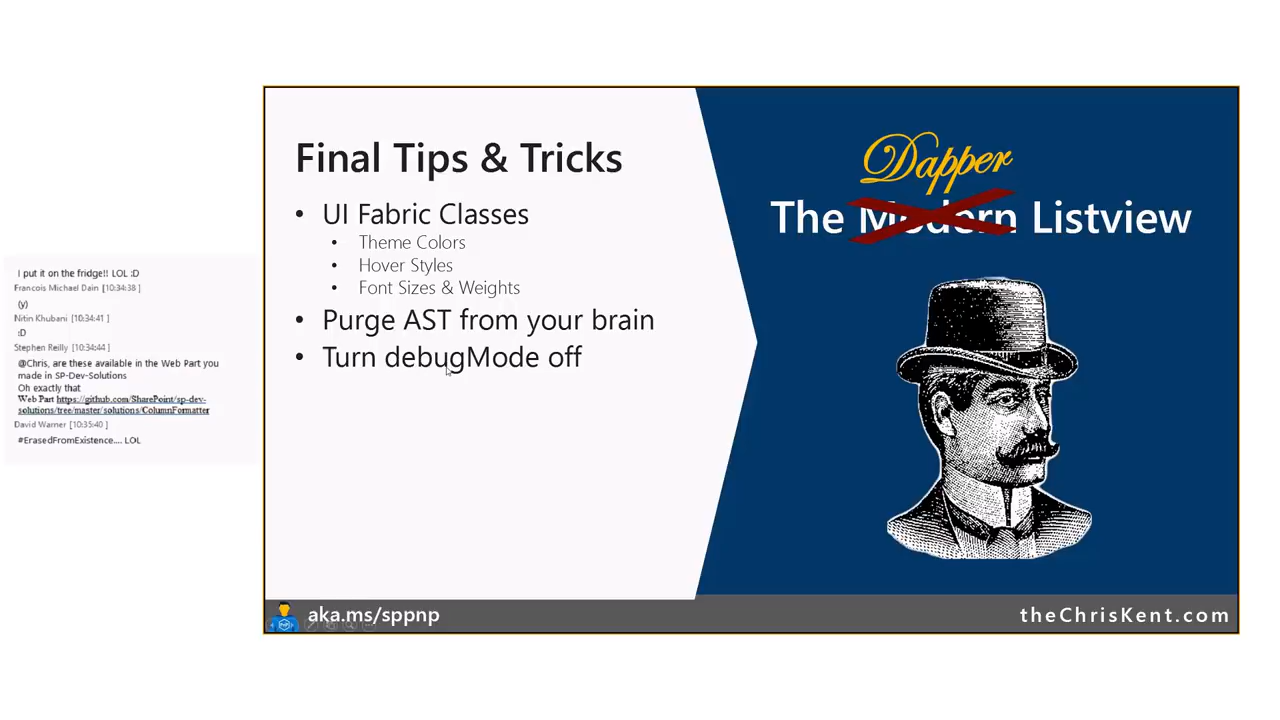 I put it on the fridge!! LOL :D
Francois Michael Dain [10:34:38 ]
(y)
Nitin Khubani [10:34:41 ]
:D
Stephen Reilly [10:34:44 ]
@Chris, are these available in the Web Part you
made in SP-Dev-Solutions
Oh exactly that
Web Part https://github.com/SharePoint/sp-dev-
solutions/tree/master/solutions/ColumnFormatter
David Warner [10:35:40 ]
#ErasedFromExistence.... LOL
Final Tips & Tricks
• UI Fabric Classes
• Theme Colors
• Hover Styles
• Font Sizes & Weights
• Purge AST from your brain
• Turn debugMode off
Dapper
The Modern Listview
aka.ms/sppnp
theChrisKent.com